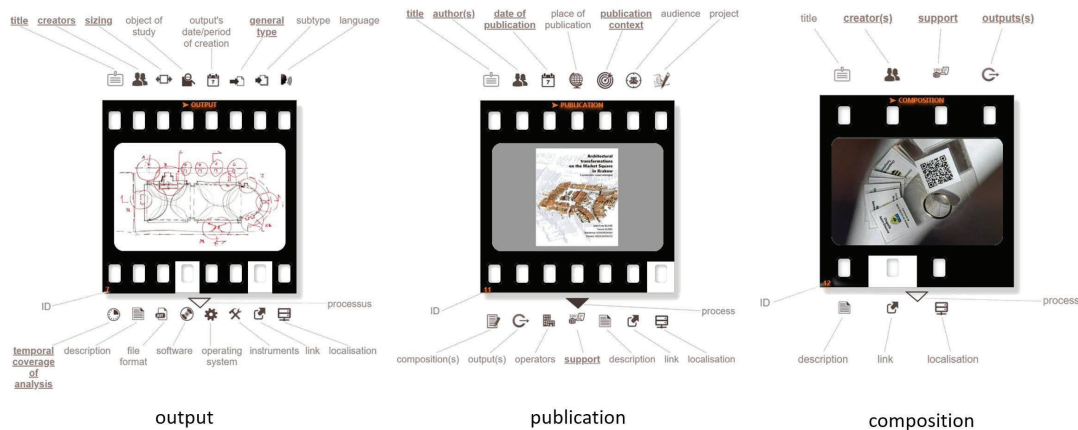 title creators sizing object of study output's date/period of creation general type subtype language
➤ OUTPUT
7
ID
processus
temporal coverage of analysis description file format software operating system instruments link localisation
output
title author(s) date of publication place of publication publication context audience project
➤ PUBLICATION
Architectural
transformations
on the Market Square
in Krakow
11
ID
process
composition(s) output(s) operators support description link localisation
publication
title creator(s) support outputs(s)
➤ COMPOSITION
12
ID
process
description link localisation
composition